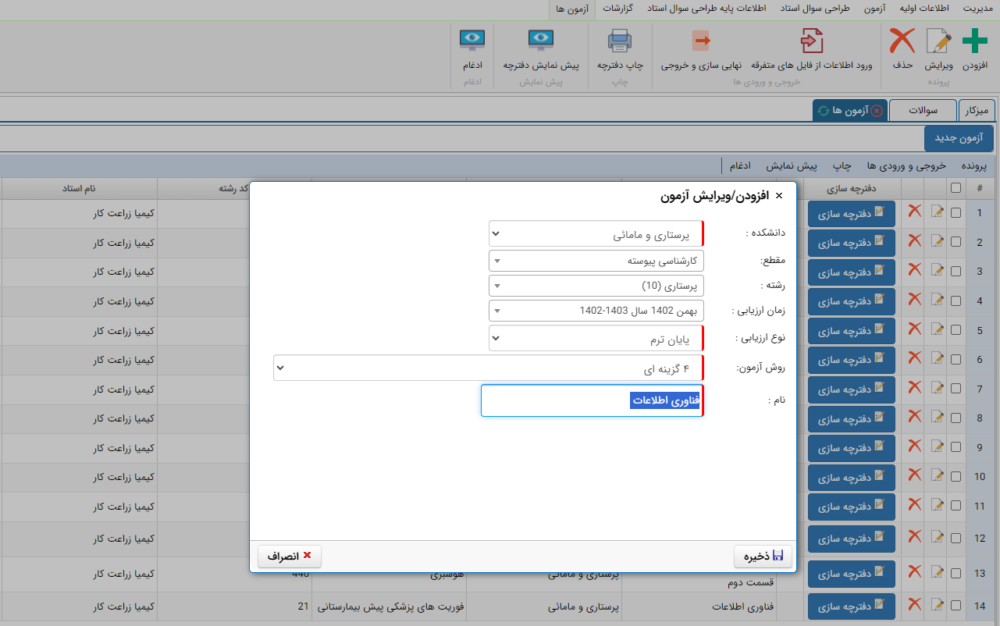 مدیریت اطلاعات اولیه آزمون طراحی سوال استاد اطلاعات پایه طراحی سوال استاد گزارشات آزمون ها
افزودن ویرایش حذف ورود اطلاعات از فایل های متفرقه نهایی سازی و خروجی چاپ دفترچه پیش نمایش دفترچه ادغام
پرونده خروجی و ورودی ها چاپ پیش نمایش ادغام
میزکار سوالات آزمون ها
آزمون جدید
پرونده خروجی و ورودی ها چاپ پیش نمایش ادغام
# دفترچه سازی کد رشته نام استاد
افزودن/ویرایش آزمون
دانشکده : پرستاری و مامائی
مقطع: کارشناسی پیوسته
رشته : پرستاری (10)
زمان ارزیابی : بهمن 1402 سال 1403-1402
نوع ارزیابی : پایان ترم
روش آزمون: ۴ گزینه ای
نام : فناوری اطلاعات
ذخیره انصراف
1 دفترچه سازی کیمیا زراعت کار
2 دفترچه سازی کیمیا زراعت کار
3 دفترچه سازی کیمیا زراعت کار
4 دفترچه سازی کیمیا زراعت کار
5 دفترچه سازی کیمیا زراعت کار
6 دفترچه سازی کیمیا زراعت کار
7 دفترچه سازی کیمیا زراعت کار
8 دفترچه سازی کیمیا زراعت کار
9 دفترچه سازی کیمیا زراعت کار
10 دفترچه سازی کیمیا زراعت کار
11 دفترچه سازی کیمیا زراعت کار
12 دفترچه سازی کیمیا زراعت کار
13 دفترچه سازی قسمت دوم پرستاری و مامائی هوشبری 440 کیمیا زراعت کار
14 دفترچه سازی فناوری اطلاعات پرستاری و مامائی فوریت های پزشکی پیش بیمارستانی 21 کیمیا زراعت کار